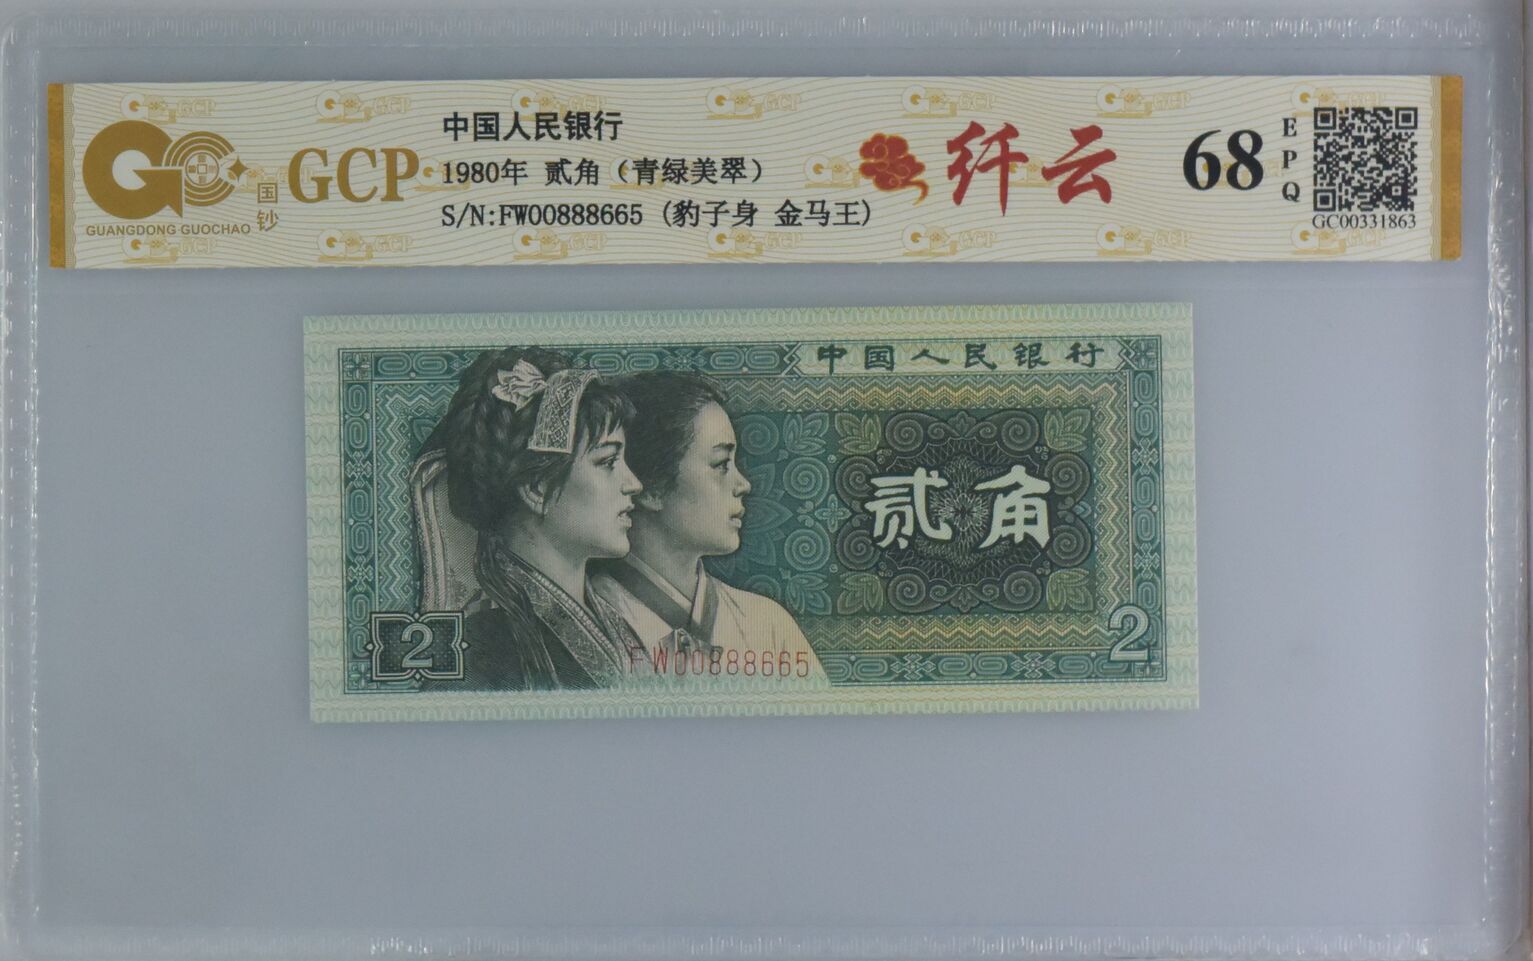 GCP
GUANGDONG GUOCHAO
国钞
中国人民银行
1980年 贰角（青绿美翠）
S/N:FW00888665 (豹子身 金马王)
纤云
68
EPQ
GC00331863
中国人民银行
贰角
2
2
FW00888665